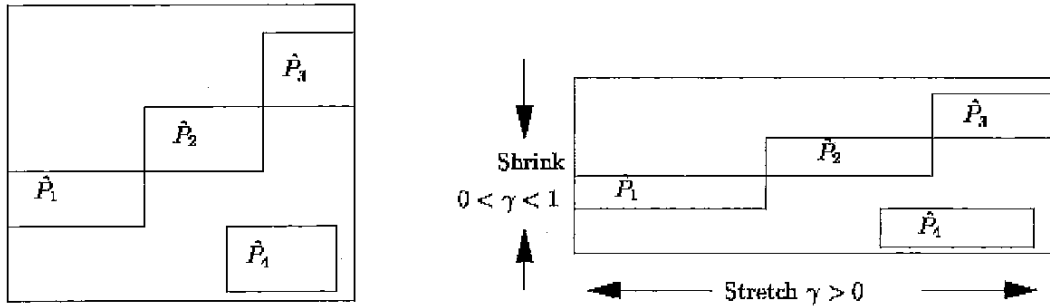 P̂₃
P̂₂
P̂₁
P̂₄
P̂₃
P̂₂
Shrink
P̂₁
0 < γ < 1
P̂₄
Stretch γ > 0